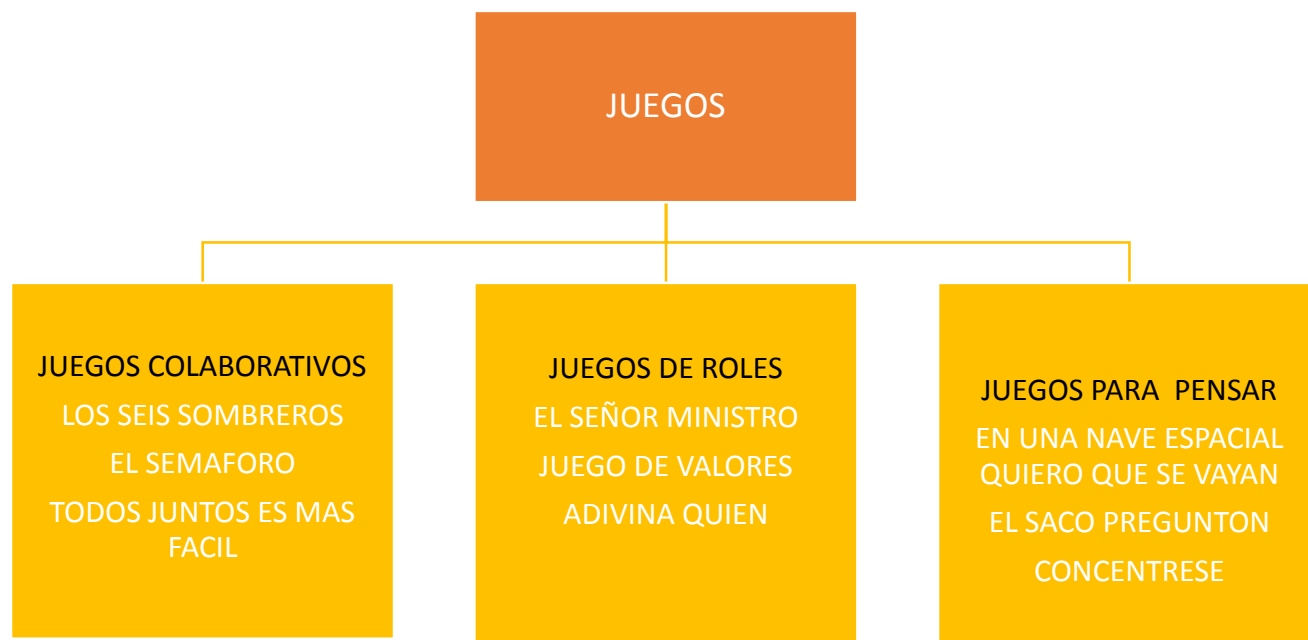 JUEGOS
JUEGOS COLABORATIVOS
LOS SEIS SOMBREROS
EL SEMAFORO
TODOS JUNTOS ES MAS
FACIL
JUEGOS DE ROLES
EL SEÑOR MINISTRO
JUEGO DE VALORES
ADIVINA QUIEN
JUEGOS PARA  PENSAR
EN UNA NAVE ESPACIAL
QUIERO QUE SE VAYAN
EL SACO PREGUNTON
CONCENTRESE